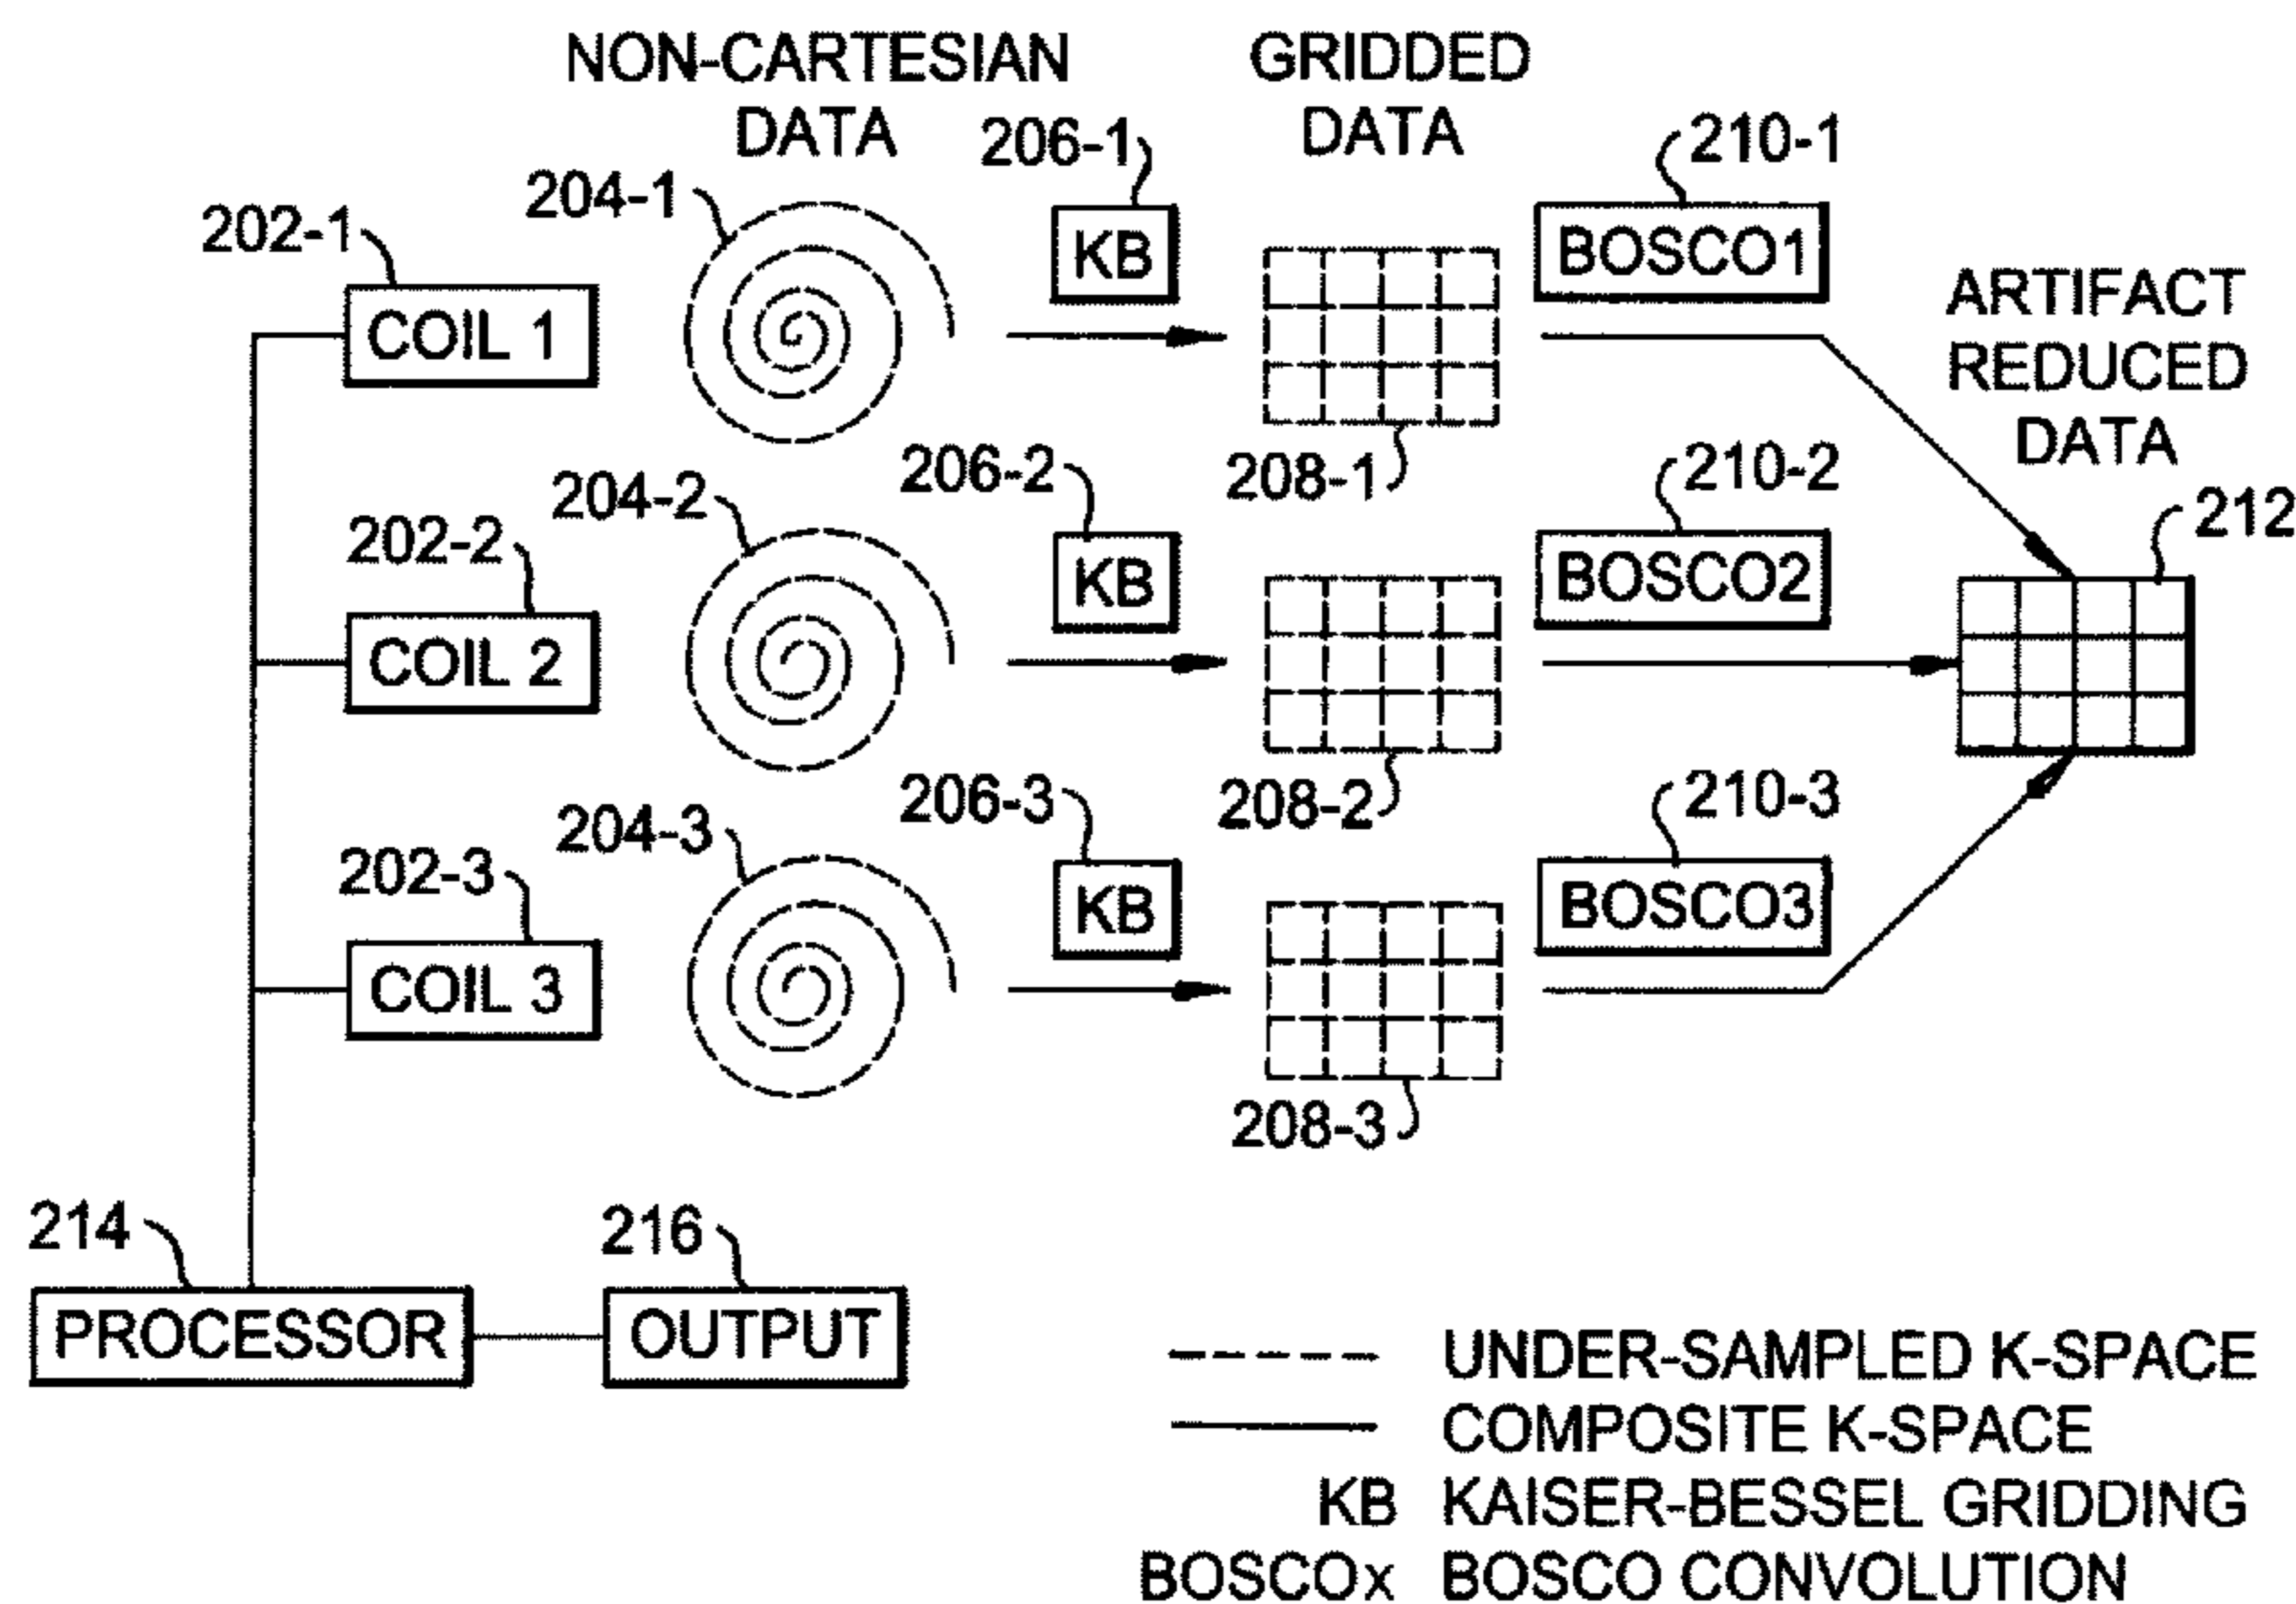 NON-CARTESIAN
DATA
GRIDDED
DATA
206-1
210-1
204-1
202-1
KB
BOSCO1
COIL 1
ARTIFACT
REDUCED
DATA
208-1
206-2
210-2
204-2
202-2
212
KB
BOSCO2
COIL 2
208-2
206-3
210-3
204-3
202-3
KB
BOSCO3
COIL 3
208-3
214
216
PROCESSOR
OUTPUT
UNDER-SAMPLED K-SPACE
COMPOSITE K-SPACE
KB KAISER-BESSEL GRIDDING
BOSCOx BOSCO CONVOLUTION